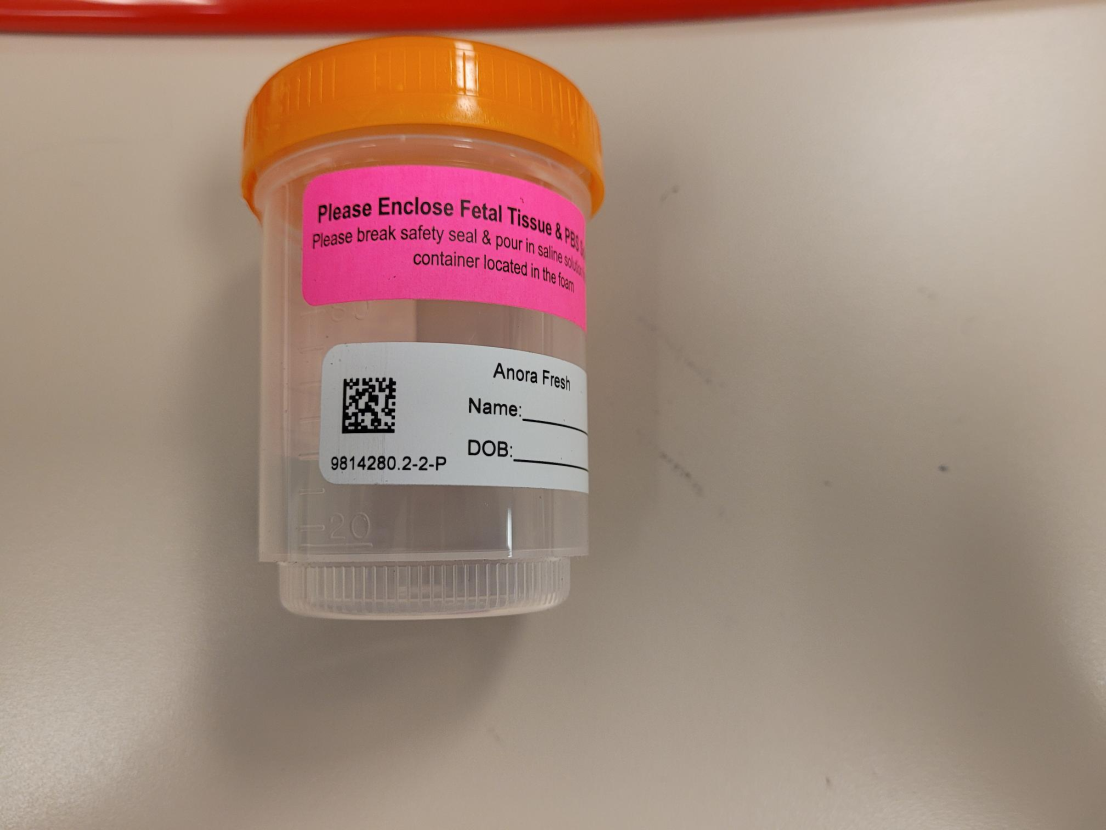 Please Enclose Fetal Tissue & PBS
Please break safety seal & pour in saline solution
container located in the foam
Anora Fresh
Name:
DOB:
9814280.2-2-P
20